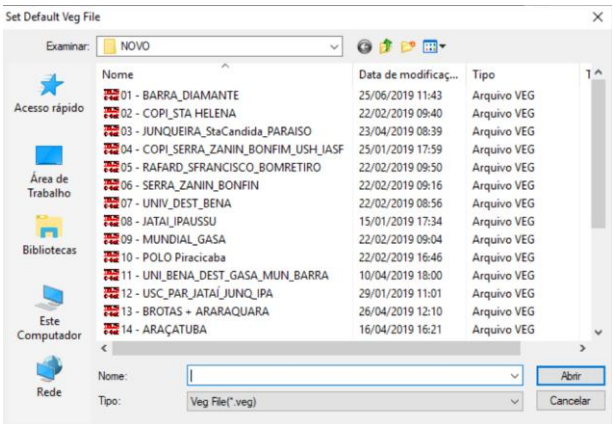 Set Default Veg File
Examinar: NOVO
Nome Data de modificaç... Tipo
01 - BARRA_DIAMANTE 25/06/2019 11:43 Arquivo VEG
02 - COPI_STA HELENA 22/02/2019 09:40 Arquivo VEG
03 - JUNQUEIRA_StaCandida_PARAISO 23/04/2019 08:39 Arquivo VEG
04 - COPI_SERRA_ZANIN_BONFIM_USH_IASF 25/01/2019 17:59 Arquivo VEG
05 - RAFARD_SFRANCISCO_BOMRETIRO 22/02/2019 09:50 Arquivo VEG
06 - SERRA_ZANIN_BONFIN 22/02/2019 09:16 Arquivo VEG
07 - UNIV_DEST_BENA 22/02/2019 08:56 Arquivo VEG
08 - JATAI_IPAUSSU 15/01/2019 17:34 Arquivo VEG
09 - MUNDIAL_GASA 22/02/2019 09:04 Arquivo VEG
10 - POLO Piracicaba 22/02/2019 16:46 Arquivo VEG
11 - UNI_BENA_DEST_GASA_MUN_BARRA 10/04/2019 18:00 Arquivo VEG
12 - USC_PAR_JATAÍ_JUNQ_IPA 29/01/2019 11:01 Arquivo VEG
13 - BROTAS + ARARAQUARA 26/04/2019 12:10 Arquivo VEG
14 - ARAÇATUBA 16/04/2019 16:21 Arquivo VEG
Acesso rápido
Área de
Trabalho
Bibliotecas
Este
Computador
Rede
Nome: Abrir
Tipo: Veg File(*.veg) Cancelar